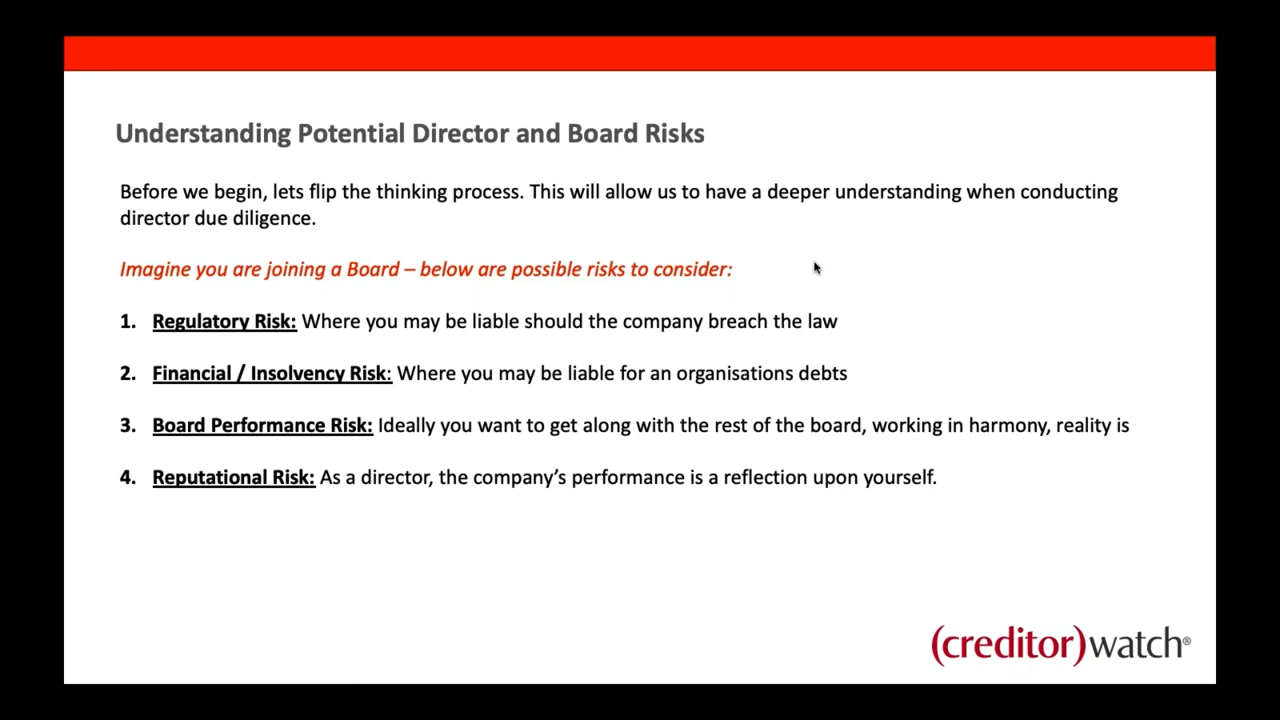 Understanding Potential Director and Board Risks
Before we begin, lets flip the thinking process. This will allow us to have a deeper understanding when conducting
director due diligence.
Imagine you are joining a Board – below are possible risks to consider:
1. Regulatory Risk: Where you may be liable should the company breach the law
2. Financial / Insolvency Risk: Where you may be liable for an organisations debts
3. Board Performance Risk: Ideally you want to get along with the rest of the board, working in harmony, reality is
4. Reputational Risk: As a director, the company’s performance is a reflection upon yourself.
(creditor)watch®